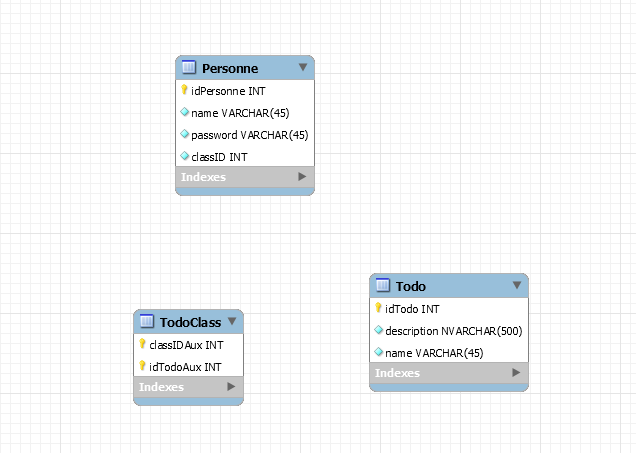 Personne
idPersonne INT
name VARCHAR(45)
password VARCHAR(45)
classID INT
Indexes
TodoClass
classIDAux INT
idTodoAux INT
Indexes
Todo
idTodo INT
description NVARCHAR(500)
name VARCHAR(45)
Indexes